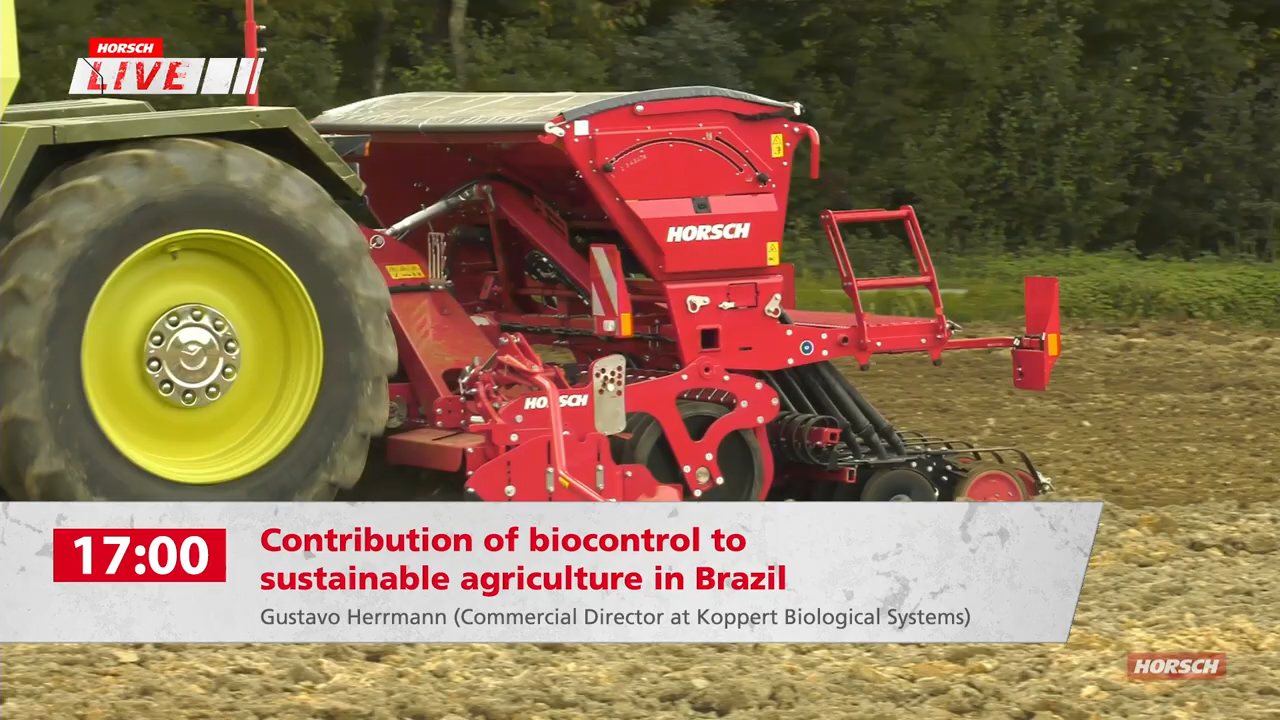 HORSCH
LIVE
HORSCH
HORSCH
17:00
Contribution of biocontrol to
sustainable agriculture in Brazil
Gustavo Herrmann (Commercial Director at Koppert Biological Systems)
HORSCH